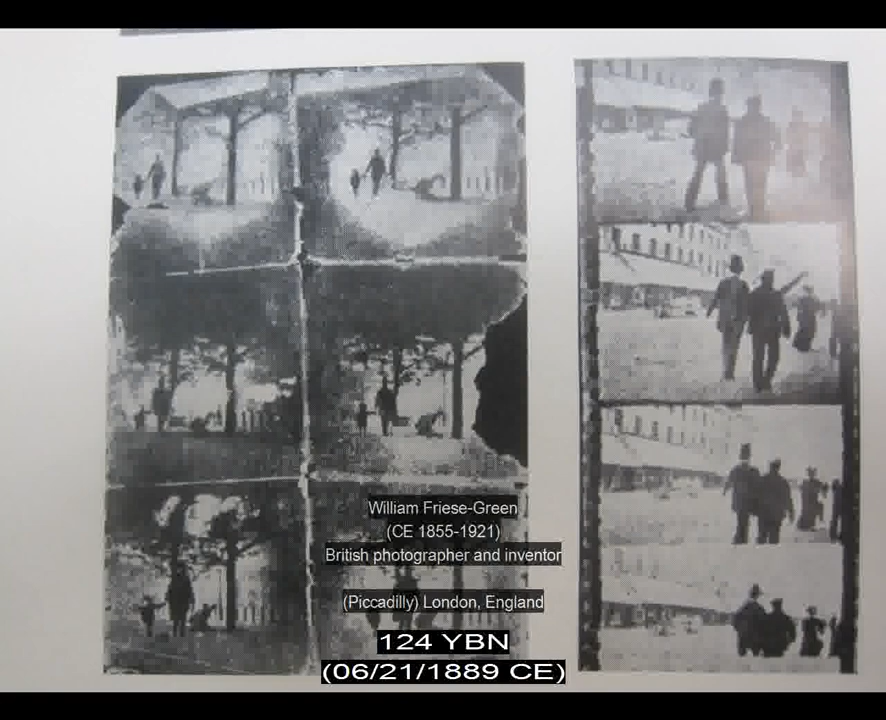 William Friese-Green
(CE 1855-1921)
British photographer and inventor
(Piccadilly) London, England
124 YBN
(06/21/1889 CE)